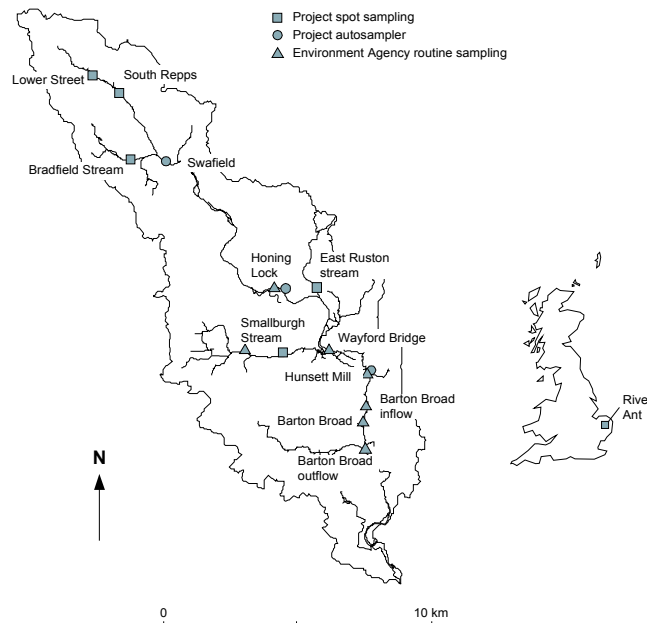 Project spot sampling
Project autosampler
Environment Agency routine sampling
Lower Street
South Repps
Bradfield Stream
Swafield
Honing
Lock
East Ruston
stream
Smallburgh
Stream
Wayford Bridge
Hunsett Mill
Barton Broad
inflow
Barton Broad
Barton Broad
outflow
River
Ant
N
0
10 km